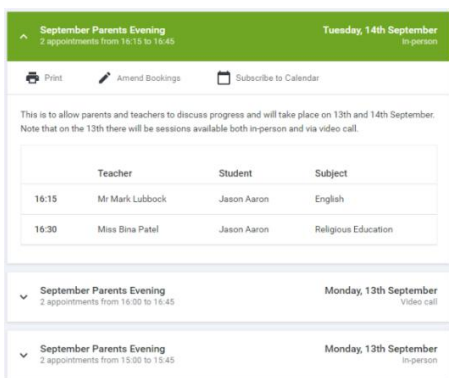 September Parents Evening
Tuesday, 14th September
2 appointments from 16:15 to 16:45
In-person
Print
Amend Bookings
Subscribe to Calendar
This is to allow parents and teachers to discuss progress and will take place on 13th and 14th September.
Note that on the 13th there will be sessions available both in-person and via video call.
Teacher Student Subject
16:15 Mr Mark Lubbock Jason Aaron English
16:30 Miss Bina Patel Jason Aaron Religious Education
September Parents Evening
Monday, 13th September
2 appointments from 16:00 to 16:45
Video call
September Parents Evening
Monday, 13th September
2 appointments from 15:00 to 15:45
In-person